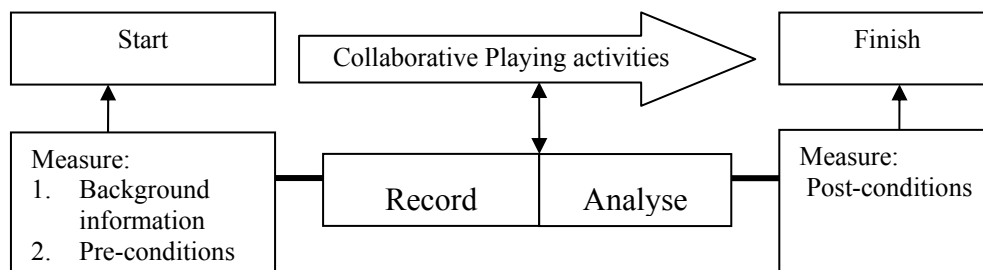 Start
Collaborative Playing activities
Finish
Measure:
1. Background
information
2. Pre-conditions
Record
Analyse
Measure:
Post-conditions